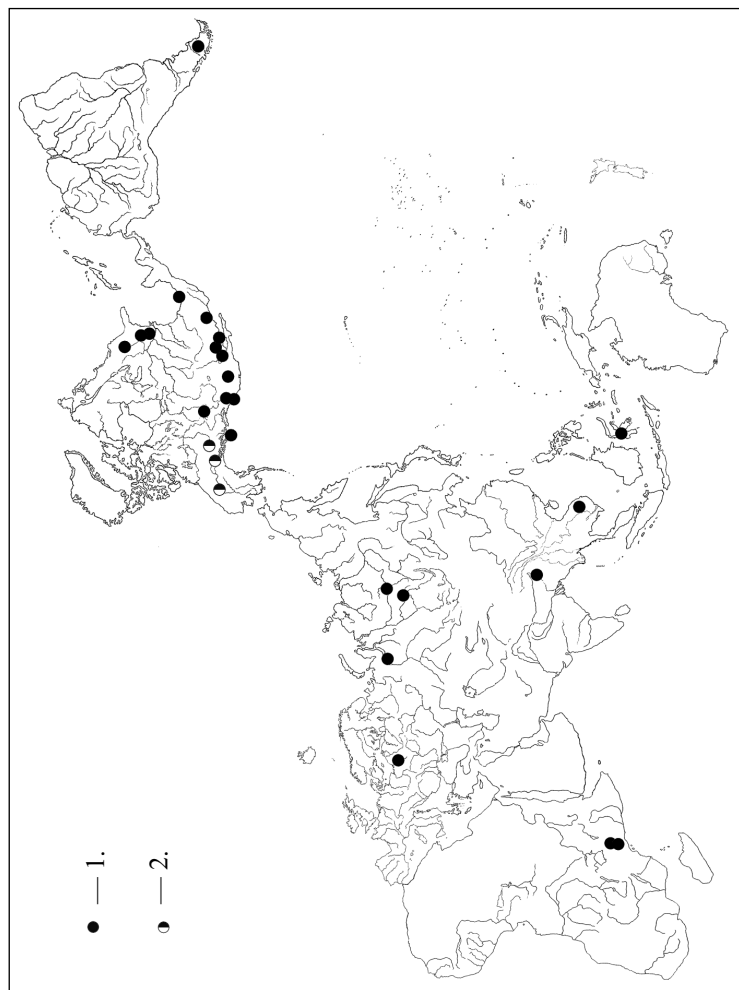 — 1.
— 2.